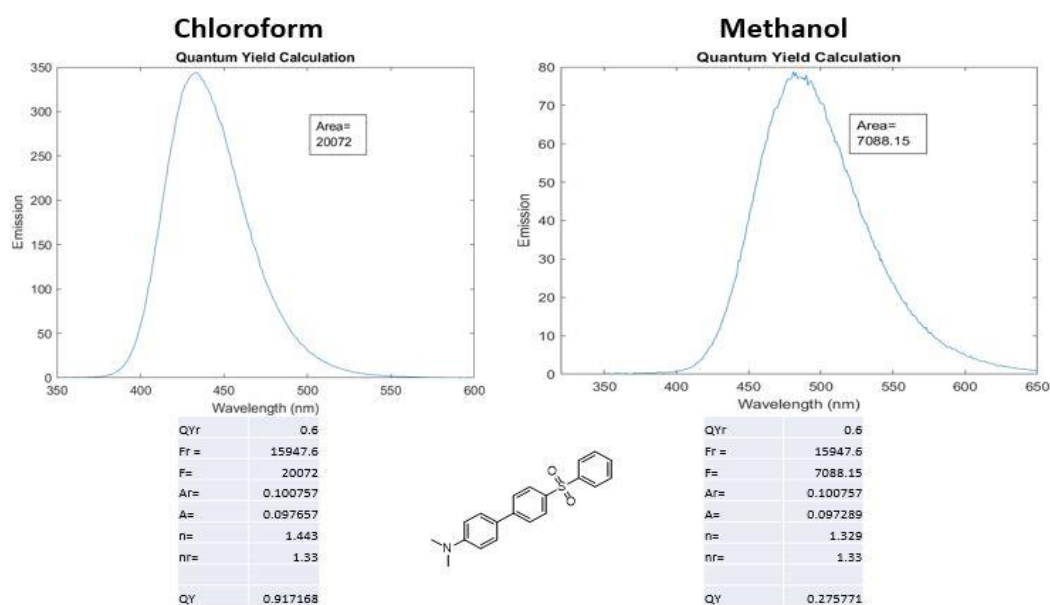 Chloroform
Quantum Yield Calculation
350
300
250
200
150
100
50
0
Emission
Area=
20072
350 400 450 500 550 600
Wavelength (nm)
QYr 0.6
Fr = 15947.6
F= 20072
Ar= 0.100757
A= 0.097657
n= 1.443
nr= 1.33
QY 0.917168
N
S
O
O
Methanol
Quantum Yield Calculation
80
70
60
50
40
30
20
10
0
Emission
Area=
7088.15
350 400 450 500 550 600 650
Wavelength (nm)
QYr 0.6
Fr = 15947.6
F= 7088.15
Ar= 0.100757
A= 0.097289
n= 1.329
nr= 1.33
QY 0.275771